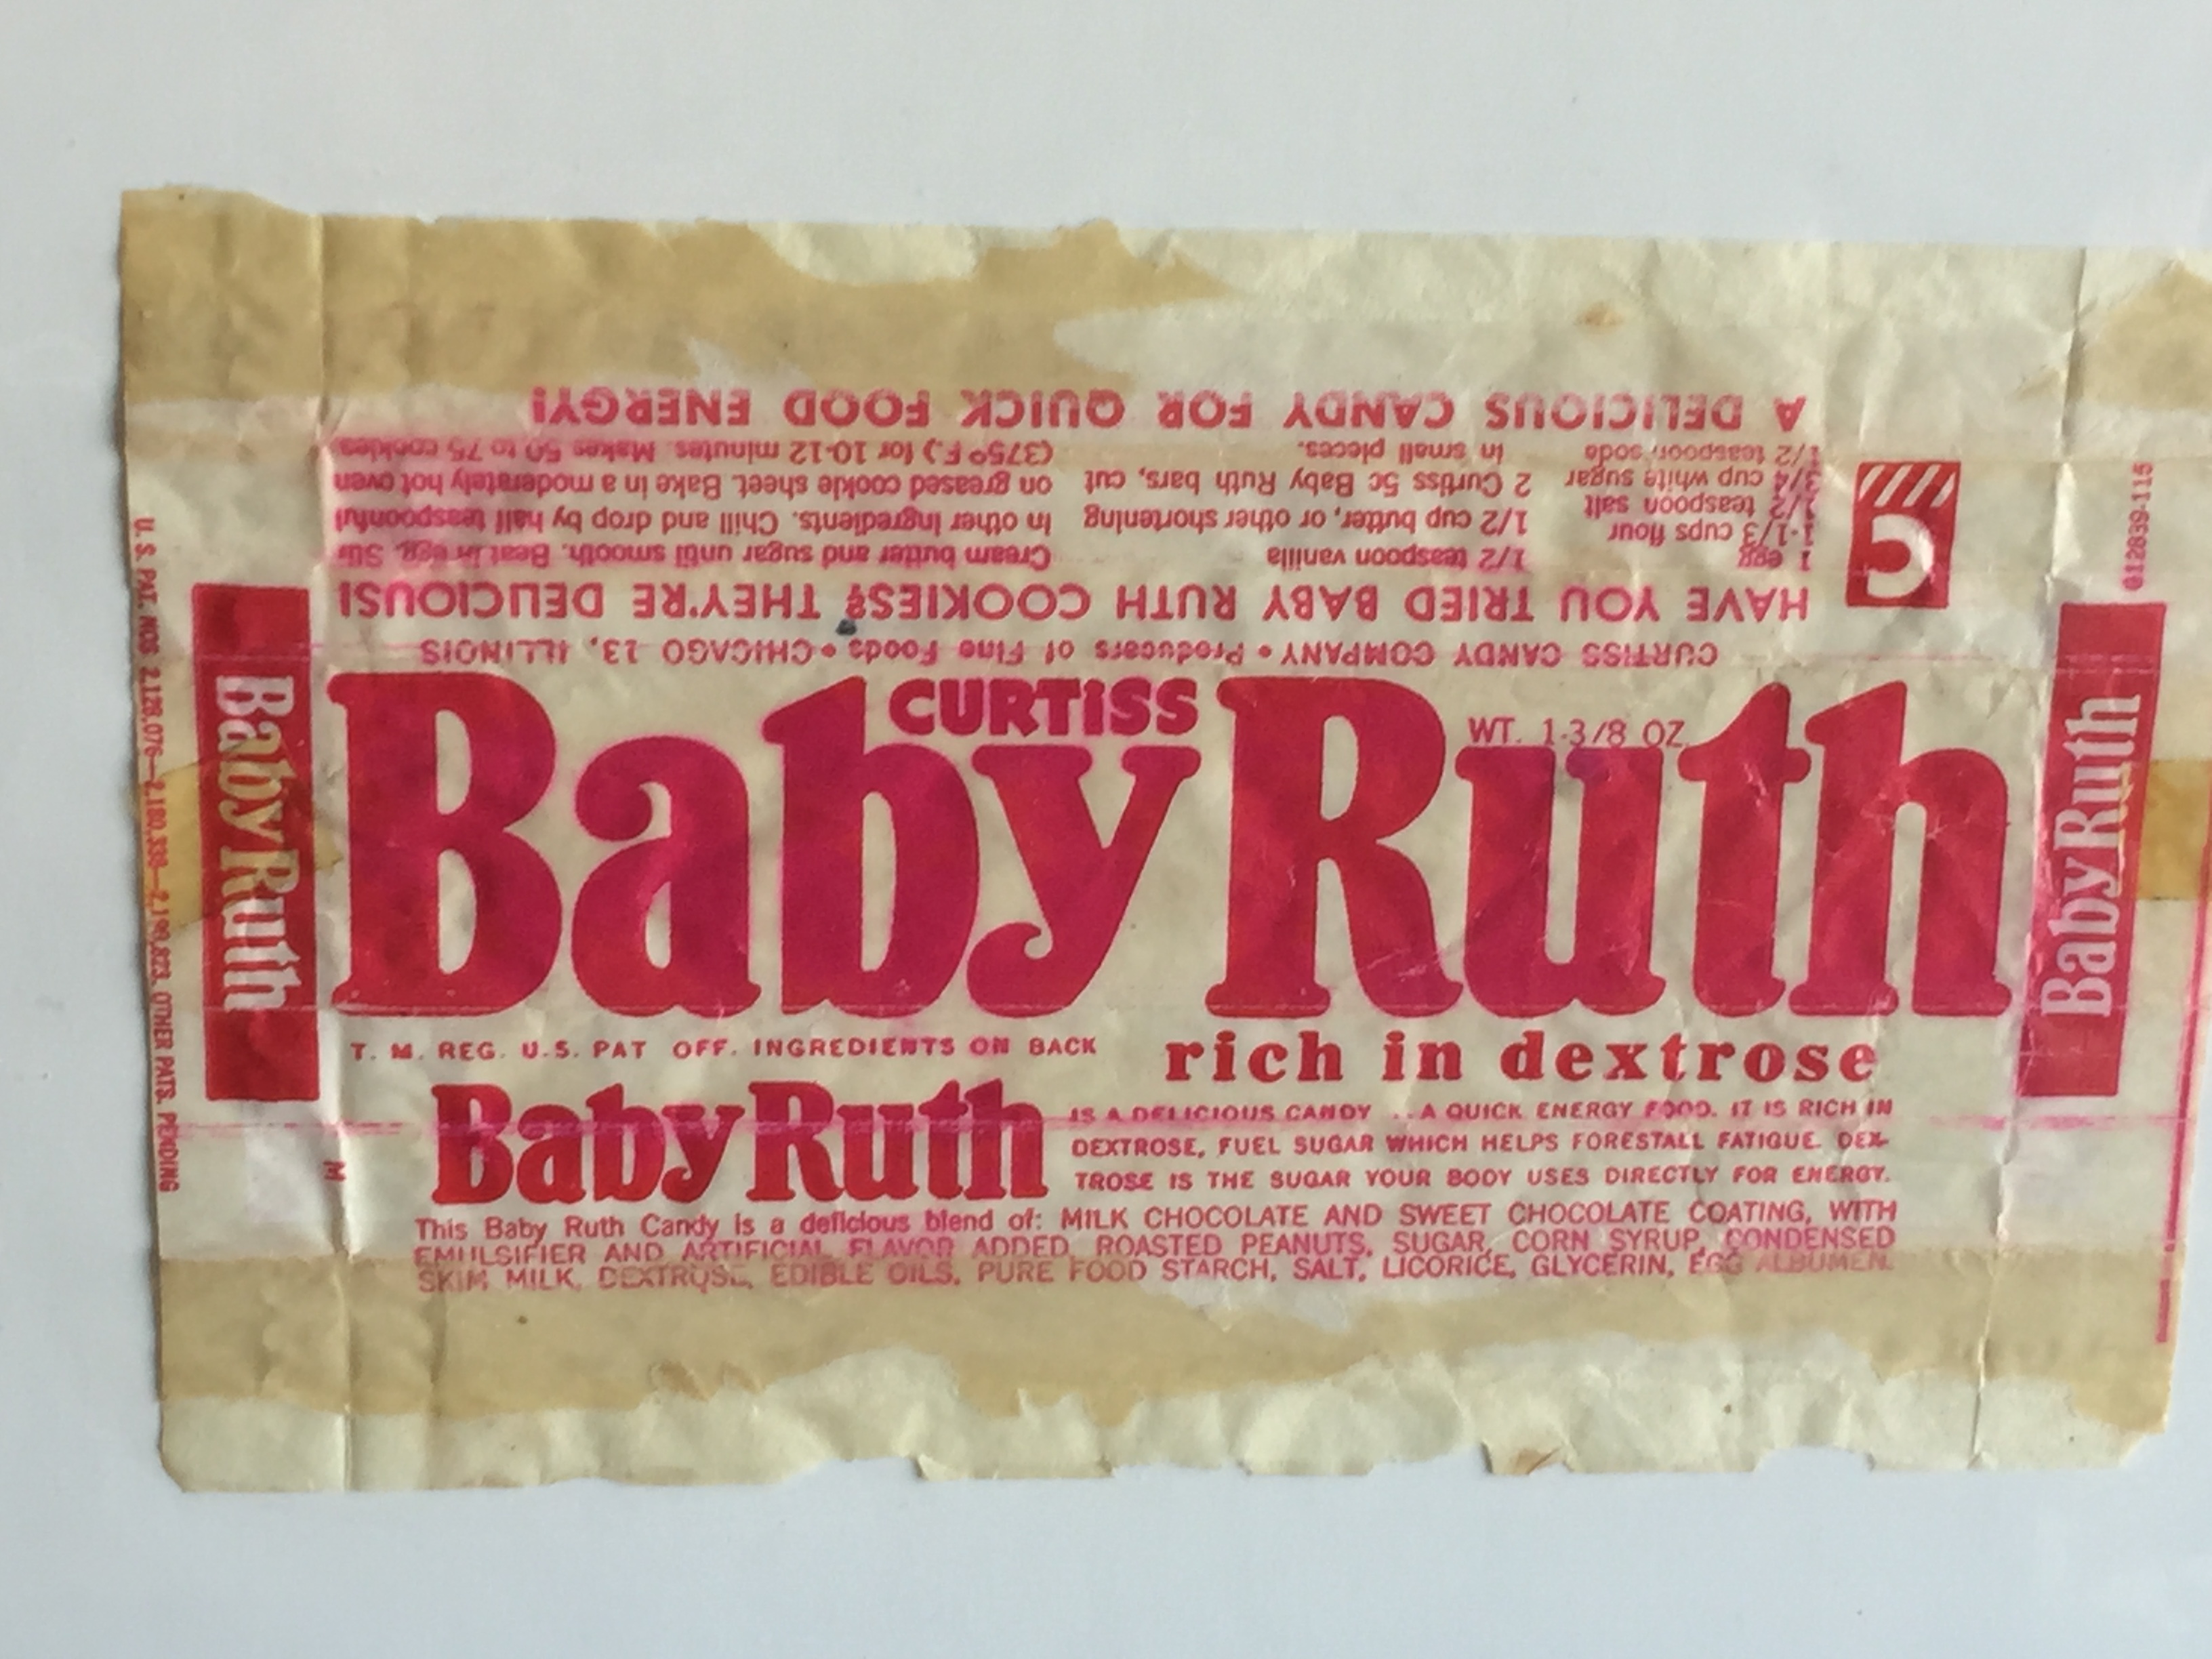 A DELICIOUS CANDY FOR QUICK FOOD ENERGY!
HAVE YOU TRIED BABY RUTH COOKIES? THEY'RE DELICIOUS!
1 egg
1-1/3 cups flour
1/2 teaspoon salt
3/4 cup white sugar
1/2 teaspoon soda
1/2 teaspoon vanilla
1/2 cup butter, or other shortening
2 Curtiss 5c Baby Ruth bars, cut
in small pieces.
Cream butter and sugar until smooth. Beat in egg. Stir
in other ingredients. Chill and drop by half teaspoonful
on greased cookie sheet. Bake in a moderately hot oven
(375º F.) for 10-12 minutes. Makes 50 to 75 cookies.
C
CURTISS CANDY COMPANY • Producers of Fine Foods • CHICAGO 13, ILLINOIS
CURTISS
WT. 1-3/8 OZ.
Baby Ruth
T. M. REG. U.S. PAT OFF. INGREDIENTS ON BACK
rich in dextrose
Baby Ruth
IS A DELICIOUS CANDY . . A QUICK ENERGY FOOD. IT IS RICH IN
DEXTROSE, FUEL SUGAR WHICH HELPS FORESTALL FATIGUE. DEX-
TROSE IS THE SUGAR YOUR BODY USES DIRECTLY FOR ENERGY.
This Baby Ruth Candy is a delicious blend of: MILK CHOCOLATE AND SWEET CHOCOLATE COATING, WITH
EMULSIFIER AND ARTIFICIAL FLAVOR ADDED, ROASTED PEANUTS, SUGAR, CORN SYRUP, CONDENSED
SKIM MILK, DEXTROSE, EDIBLE OILS, PURE FOOD STARCH, SALT, LICORICE, GLYCERIN, EGG ALBUMEN.
Baby Ruth
U. S. PAT. NOS. 2,128,076—2,180,338— OTHER PATS. PENDING
M
Baby Ruth